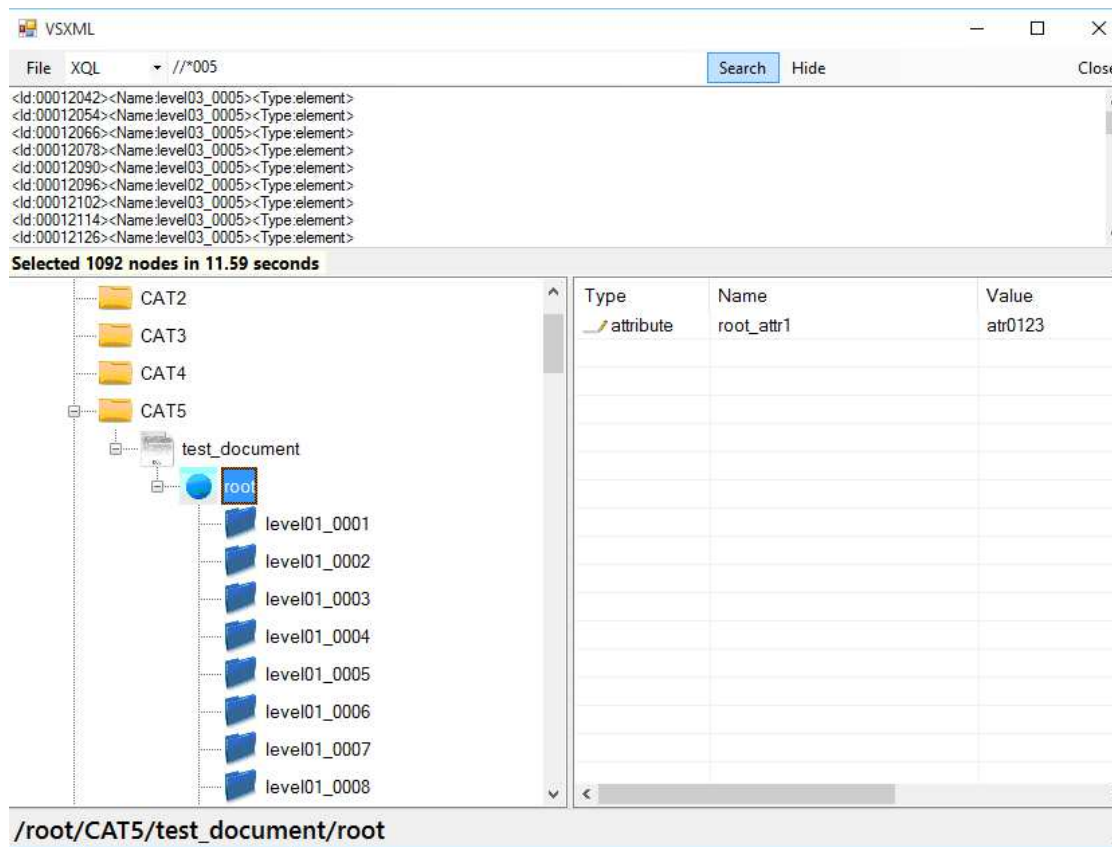 VSXML
File XQL //*005 Search Hide Close
<Id:00012042><Name:level03_0005><Type:element>
<Id:00012054><Name:level03_0005><Type:element>
<Id:00012066><Name:level03_0005><Type:element>
<Id:00012078><Name:level03_0005><Type:element>
<Id:00012090><Name:level03_0005><Type:element>
<Id:00012096><Name:level02_0005><Type:element>
<Id:00012102><Name:level03_0005><Type:element>
<Id:00012114><Name:level03_0005><Type:element>
<Id:00012126><Name:level03_0005><Type:element>
Selected 1092 nodes in 11.59 seconds
CAT2
CAT3
CAT4
CAT5
test_document
root
level01_0001
level01_0002
level01_0003
level01_0004
level01_0005
level01_0006
level01_0007
level01_0008
Type Name Value
attribute root_attr1 atr0123
/root/CAT5/test_document/root